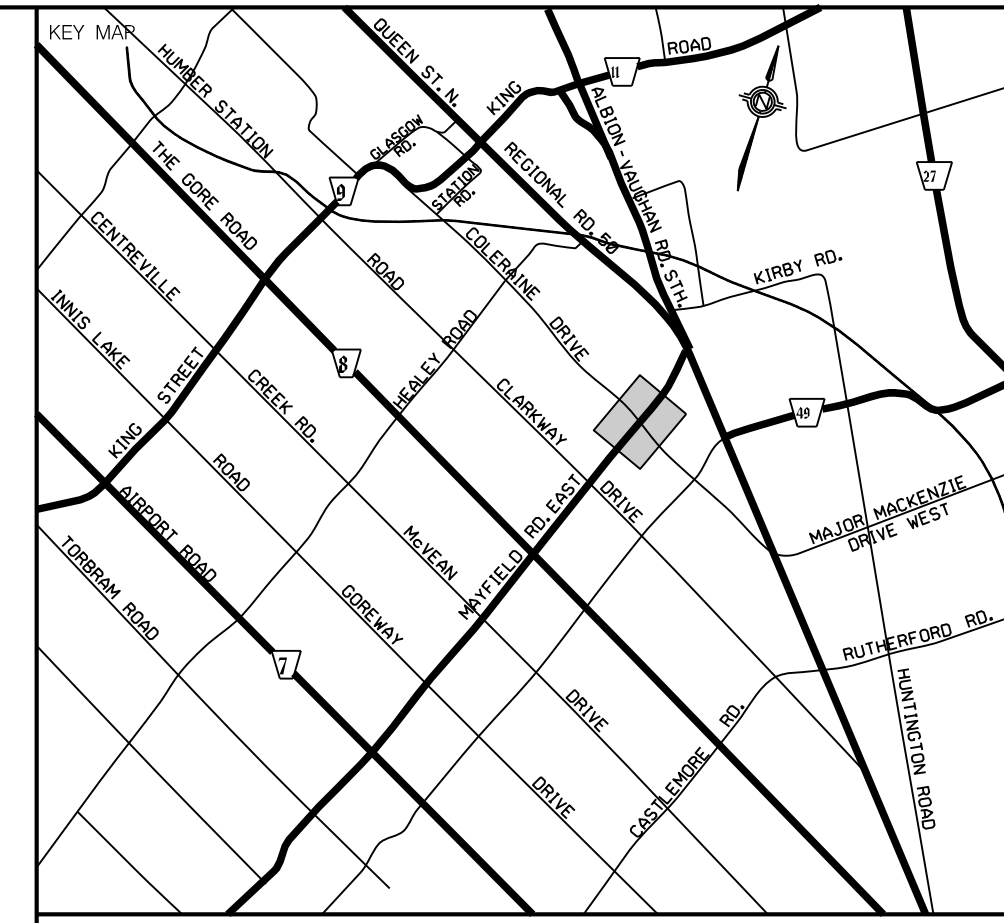 KEY MAP
QUEEN ST. N.
ROAD
11
KING
HUMBER STATION
ALBION - VAUGHAN RD. STH.
GLASGOW
RD.
THE GORE ROAD
REGIONAL RD. 50
27
9
STATION
RD.
CENTREVILLE
COLERAINE
ROAD
KIRBY RD.
INNIS LAKE
DRIVE
HEALEY ROAD
8
STREET
CREEK RD.
CLARKWAY
49
KING
ROAD
RD. EAST
DRIVE
AIRPORT ROAD
MAJOR MACKENZIE
DRIVE WEST
TORBRAM ROAD
McVEAN
MAYFIELD
GOREWAY
RUTHERFORD RD.
7
HUNTINGTON ROAD
DRIVE
RD.
DRIVE
CASTLEMORE
N